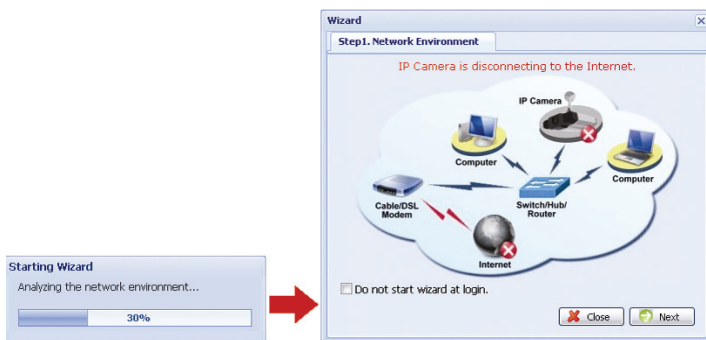 Starting Wizard
Analyzing the network environment...
30%
Wizard
Step1. Network Environment
IP Camera is disconnecting to the Internet.
IP Camera
Computer
Computer
Cable/DSL
Modem
Switch/Hub/
Router
Internet
Do not start wizard at login.
Close
Next